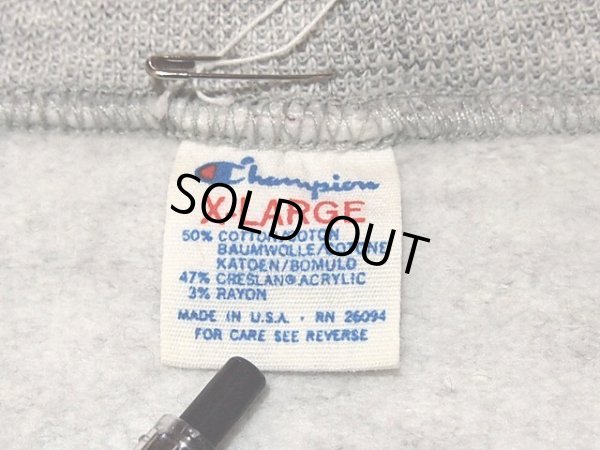 Champion
X-LARGE
SOLD OUT
50% COTTON/COTON
BAUMWOLLE/COTONE
KATOEN/BOMULD
47% CRESLAN® ACRYLIC
3% RAYON
MADE IN U.S.A. · RN 26094
FOR CARE SEE REVERSE